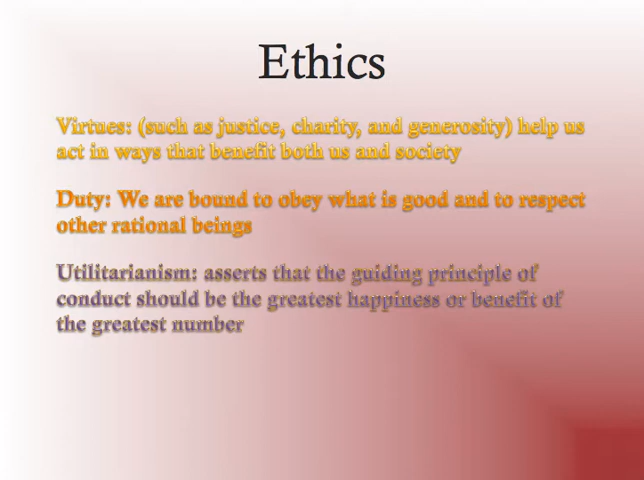 Ethics
Virtues: (such as justice, charity, and generosity) help us
act in ways that benefit both us and society
Duty: We are bound to obey what is good and to respect
other rational beings
Utilitarianism: asserts that the guiding principle of
conduct should be the greatest happiness or benefit of
the greatest number